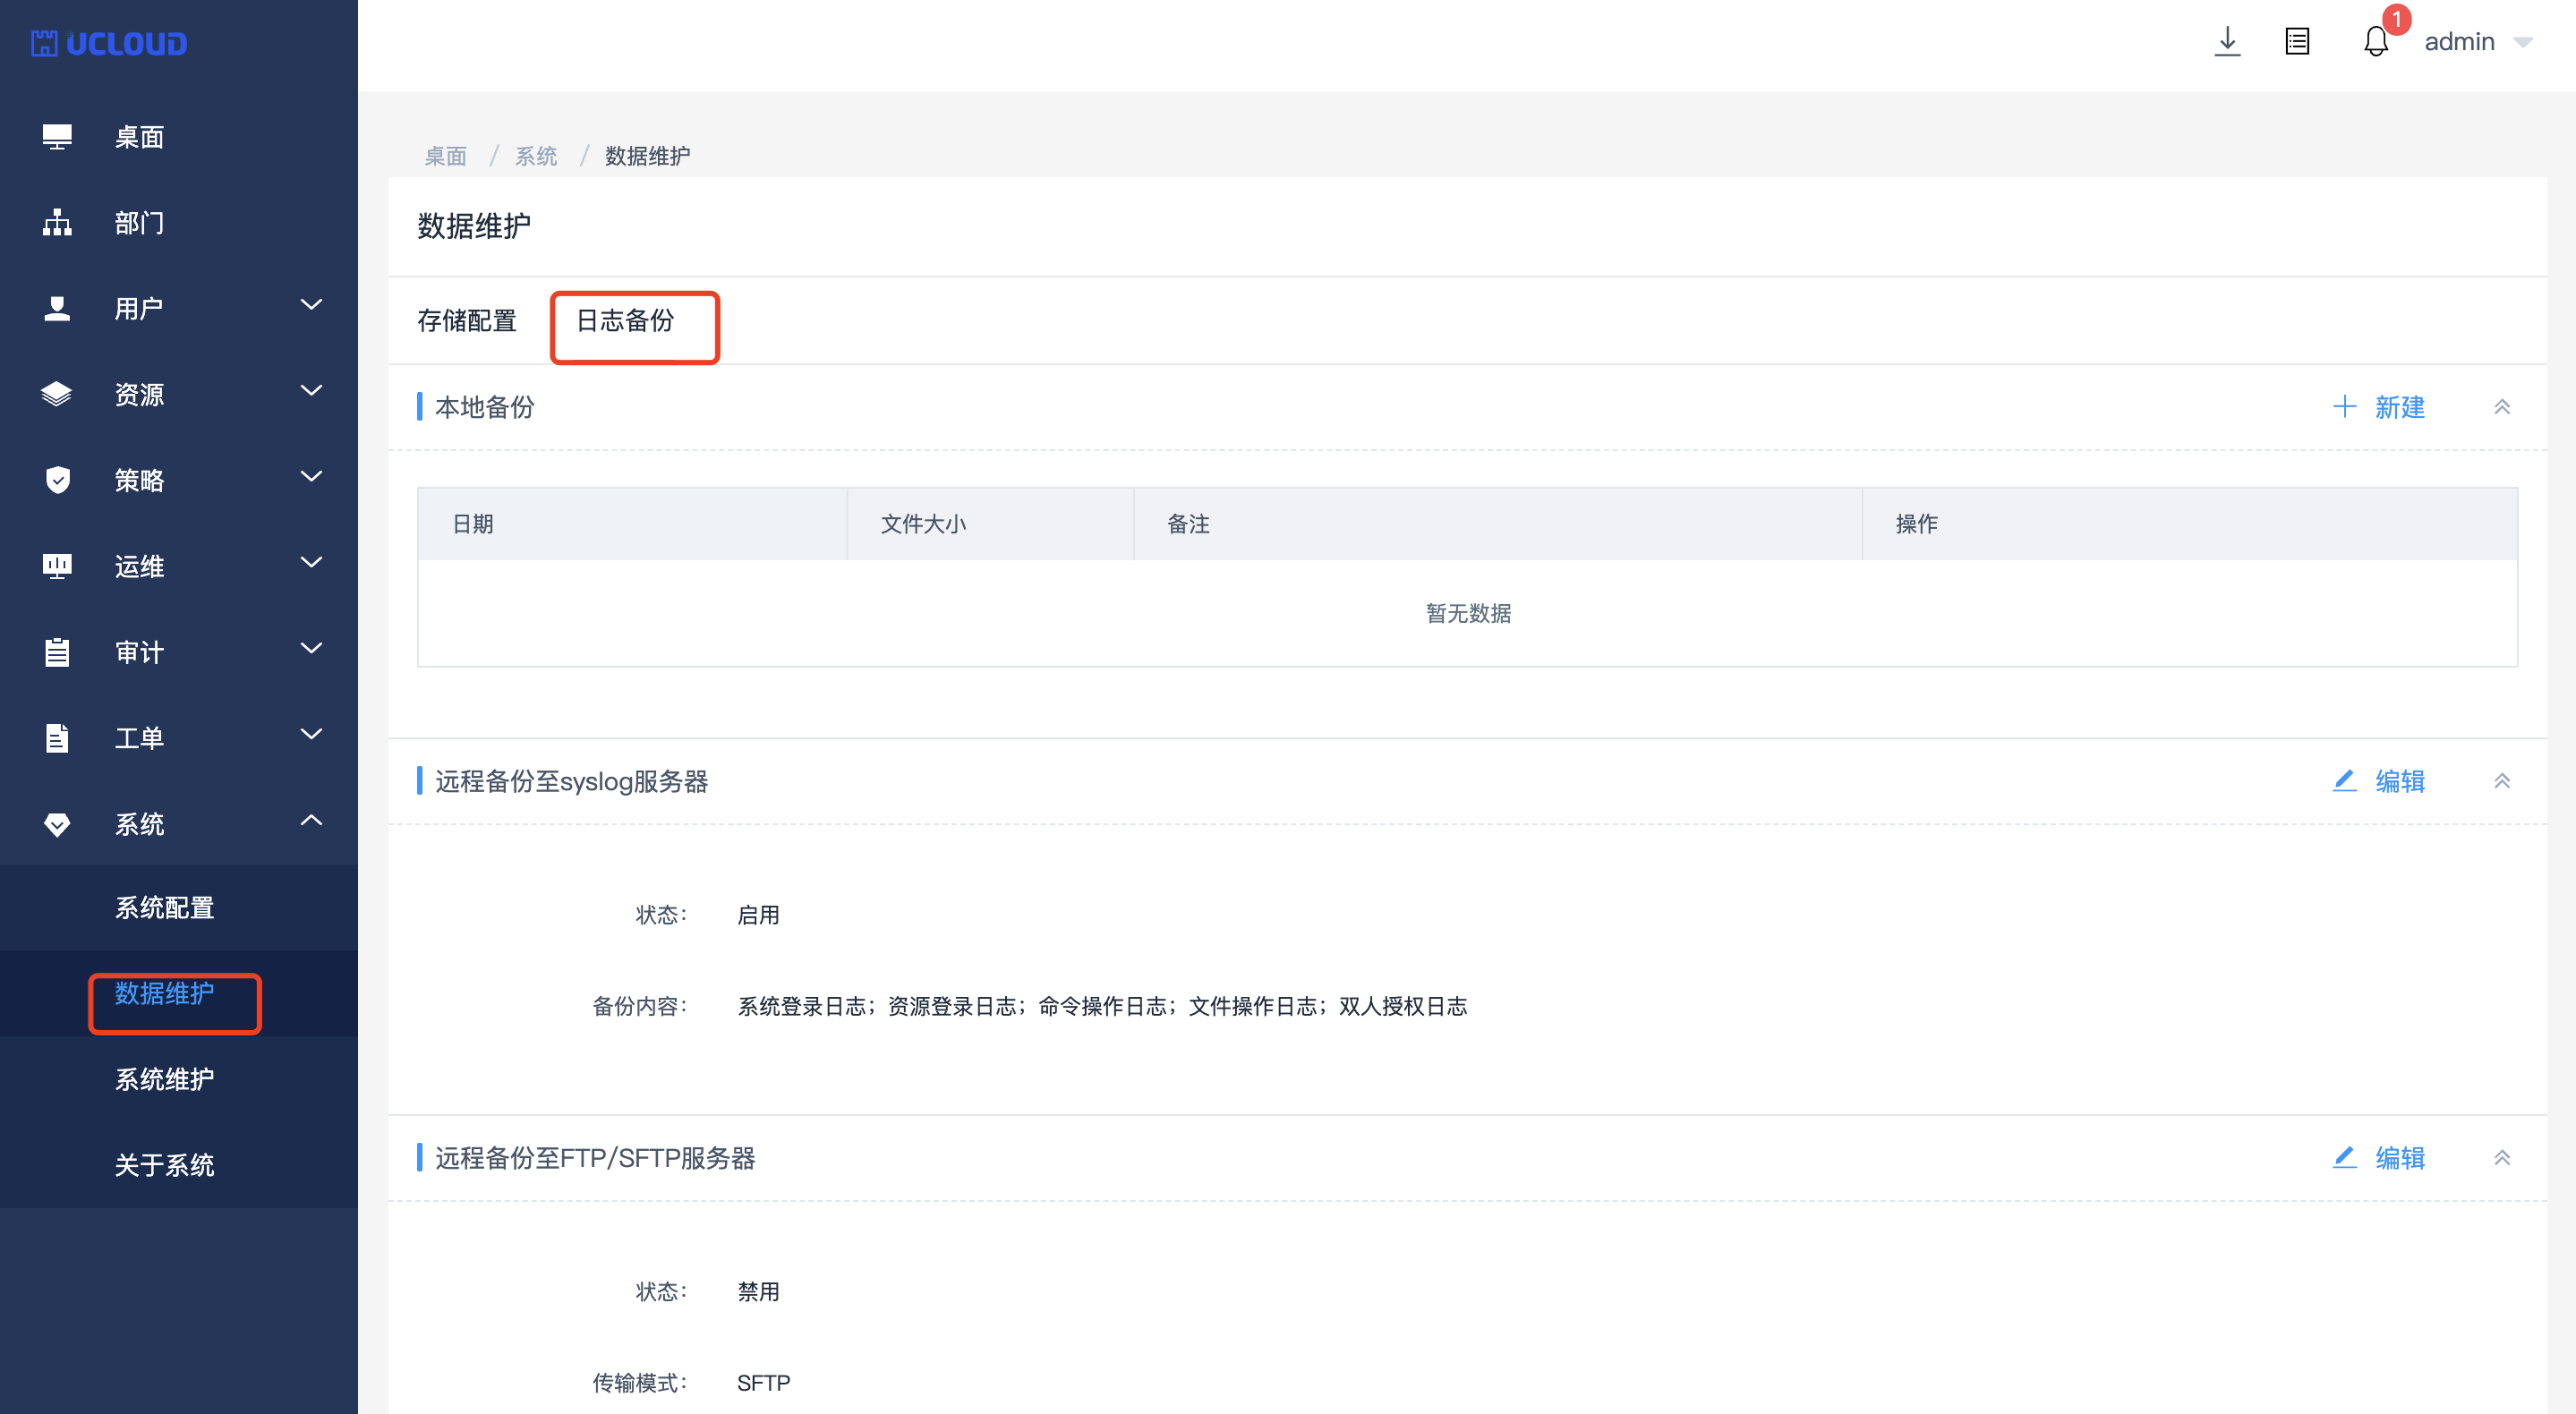 UCLOUD
1
admin
桌面
部门
用户
资源
策略
运维
审计
工单
系统
系统配置
数据维护
系统维护
关于系统
桌面 / 系统 / 数据维护
数据维护
存储配置 日志备份
本地备份 新建
日期 文件大小 备注 操作
暂无数据
远程备份至syslog服务器 编辑
状态: 启用
备份内容: 系统登录日志；资源登录日志；命令操作日志；文件操作日志；双人授权日志
远程备份至FTP/SFTP服务器 编辑
状态: 禁用
传输模式: SFTP